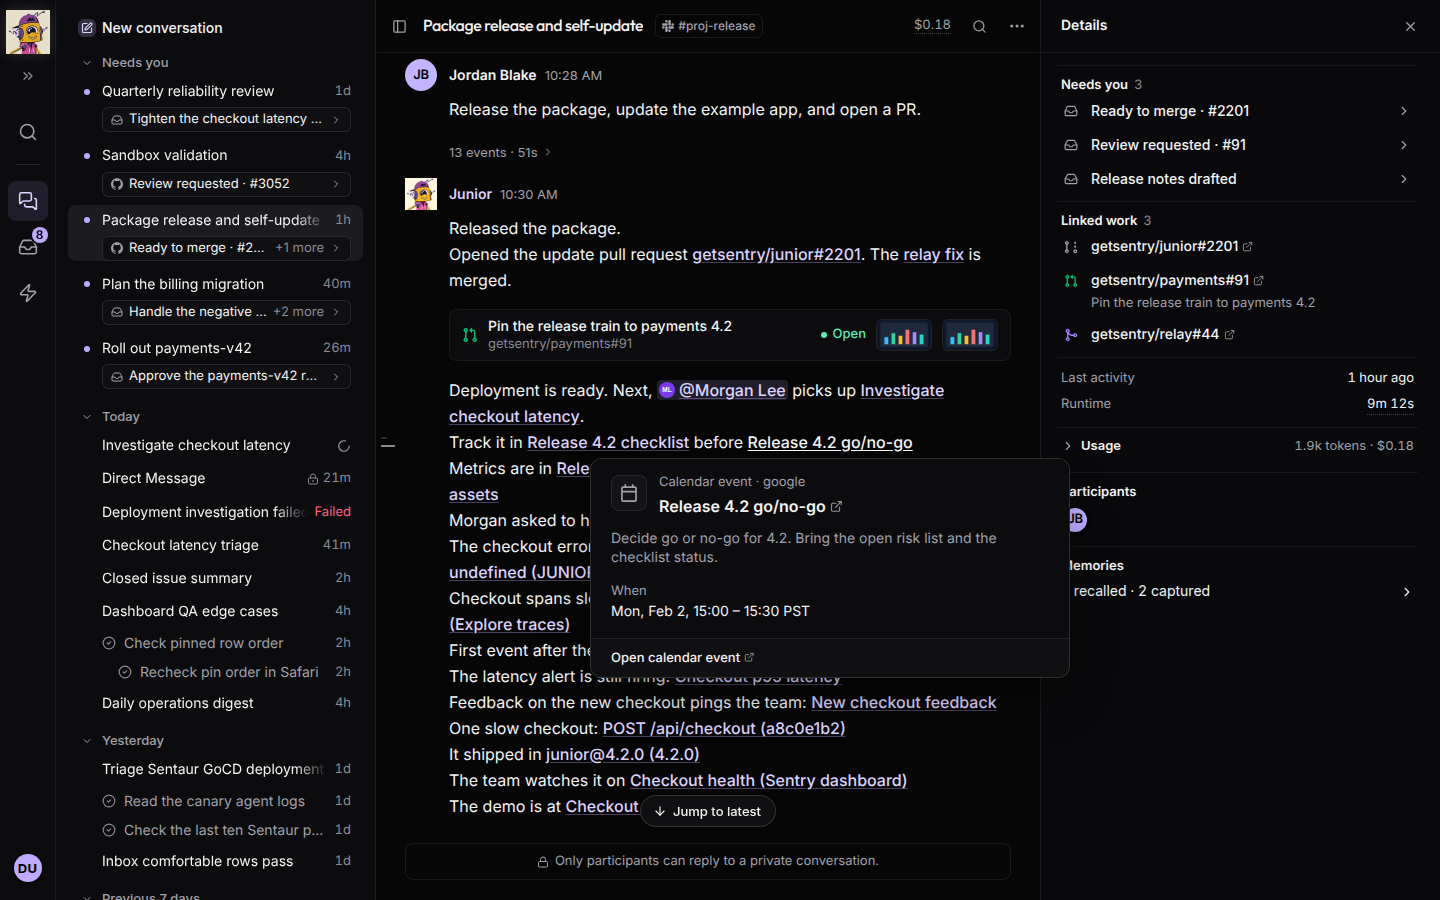 New conversation
Needs you
Quarterly reliability review 1d
Tighten the checkout latency ...
Sandbox validation 4h
Review requested · #3052
Package release and self-update 1h
Ready to merge · #2... +1 more
Plan the billing migration 40m
Handle the negative ... +2 more
Roll out payments-v42 26m
Approve the payments-v42 r...
Today
Investigate checkout latency
Direct Message 21m
Deployment investigation failed Failed
Checkout latency triage 41m
Closed issue summary 2h
Dashboard QA edge cases 4h
Check pinned row order 2h
Recheck pin order in Safari 2h
Daily operations digest 4h
Yesterday
Triage Sentaur GoCD deployment 1d
Read the canary agent logs 1d
Check the last ten Sentaur p... 1d
Inbox comfortable rows pass 1d
Previous 7 days
8
DU
Package release and self-update #proj-release $0.18
JB Jordan Blake 10:28 AM
Release the package, update the example app, and open a PR.
13 events · 51s
Junior 10:30 AM
Released the package.
Opened the update pull request getsentry/junior#2201. The relay fix is
merged.
Pin the release train to payments 4.2
getsentry/payments#91
Open
Deployment is ready. Next, ML @Morgan Lee picks up Investigate
checkout latency.
Track it in Release 4.2 checklist before Release 4.2 go/no-go
Metrics are in Rele
assets
Morgan asked to h
The checkout error
undefined (JUNIOR
Checkout spans slo
(Explore traces)
First event after the
The latency alert is still firing: Checkout p95 latency
Feedback on the new checkout pings the team: New checkout feedback
One slow checkout: POST /api/checkout (a8c0e1b2)
It shipped in junior@4.2.0 (4.2.0)
The team watches it on Checkout health (Sentry dashboard)
The demo is at Checkout
Jump to latest
Only participants can reply to a private conversation.
Calendar event · google
Release 4.2 go/no-go
Decide go or no-go for 4.2. Bring the open risk list and the
checklist status.
When
Mon, Feb 2, 15:00 – 15:30 PST
Open calendar event
Details
Needs you 3
Ready to merge · #2201
Review requested · #91
Release notes drafted
Linked work 3
getsentry/junior#2201
getsentry/payments#91
Pin the release train to payments 4.2
getsentry/relay#44
Last activity 1 hour ago
Runtime 9m 12s
Usage 1.9k tokens · $0.18
articipants
JB
emories
recalled · 2 captured